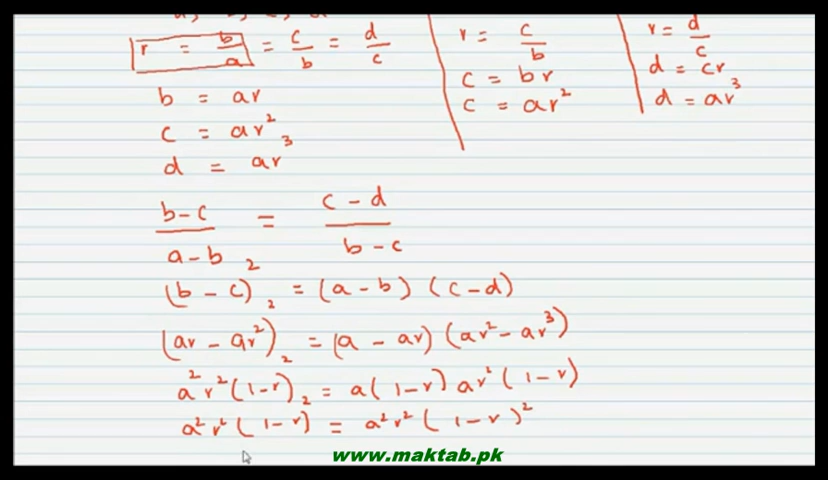 r = b/a = c/b = d/c
b = ar
c = ar²
d = ar³
r = c/b
c = br
c = ar²
r = d/c
d = cr
d = ar³
b-c / a-b = c-d / b-c
(b-c)² = (a-b) (c-d)
(ar - ar²)² = (a - ar) (ar² - ar³)
a²r²(1-r)² = a(1-r) ar²(1-r)
a²r²(1-r)² = a²r²(1-r)²
www.maktab.pk